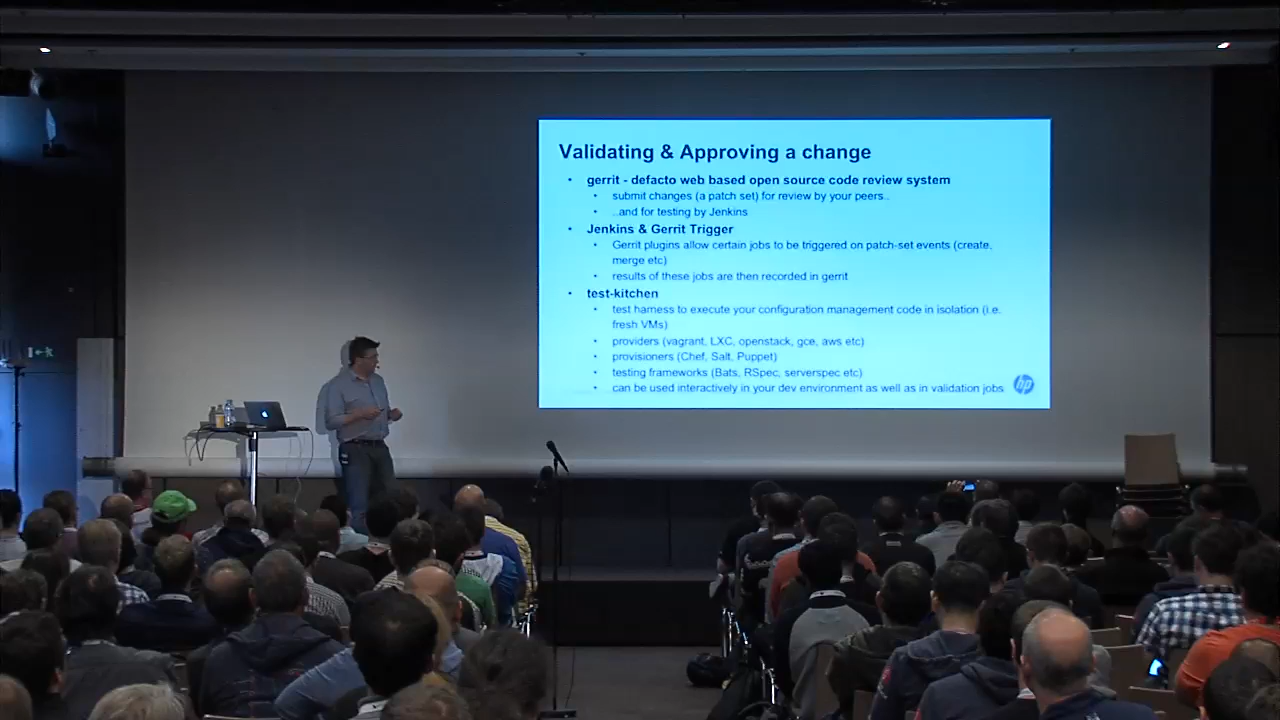 Validating & Approving a change
• gerrit - defacto web based open source code review system
• submit changes (a patch set) for review by your peers..
• ..and for testing by Jenkins
• Jenkins & Gerrit Trigger
• Gerrit plugins allow certain jobs to be triggered on patch-set events (create,
merge etc)
• results of these jobs are then recorded in gerrit
• test-kitchen
• test harness to execute your configuration management code in isolation (i.e.
fresh VMs)
• providers (vagrant, LXC, openstack, gce, aws etc)
• provisioners (Chef, Salt, Puppet)
• testing frameworks (Bats, RSpec, serverspec etc)
• can be used interactively in your dev environment as well as in validation jobs
hp